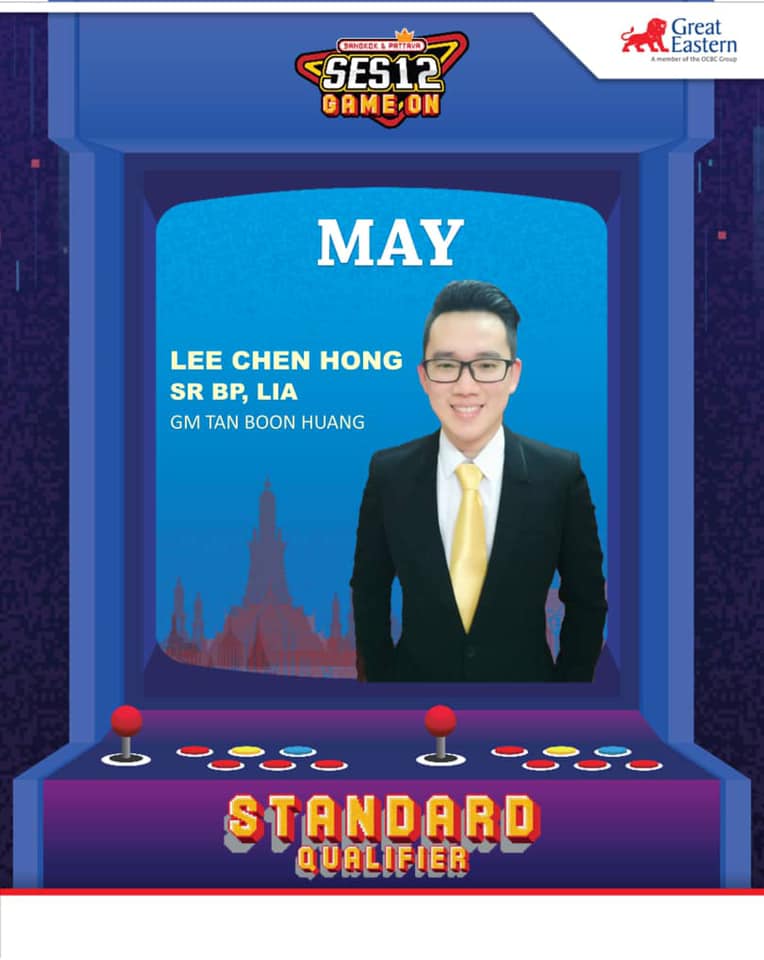 Great
Eastern
A member of the OCBC Group
BANGKOK & PATTAYA
SES12
GAME ON
MAY
LEE CHEN HONG
SR BP, LIA
GM TAN BOON HUANG
STANDARD
QUALIFIER